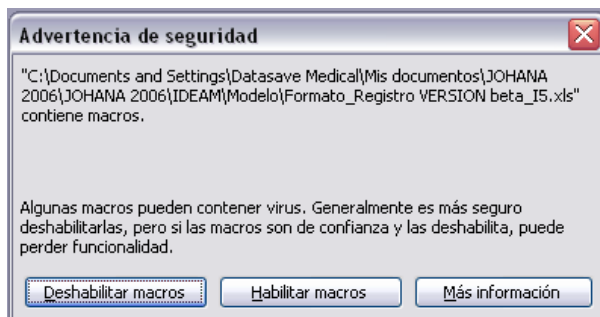 Advertencia de seguridad
"C:\Documents and Settings\Datasave Medical\Mis documentos\JOHANA
2006\JOHANA 2006\IDEAM\Modelo\Formato_Registro VERSION beta_I5.xls"
contiene macros.
Algunas macros pueden contener virus. Generalmente es más seguro
deshabilitarlas, pero si las macros son de confianza y las deshabilita, puede
perder funcionalidad.
Deshabilitar macros Habilitar macros Más información